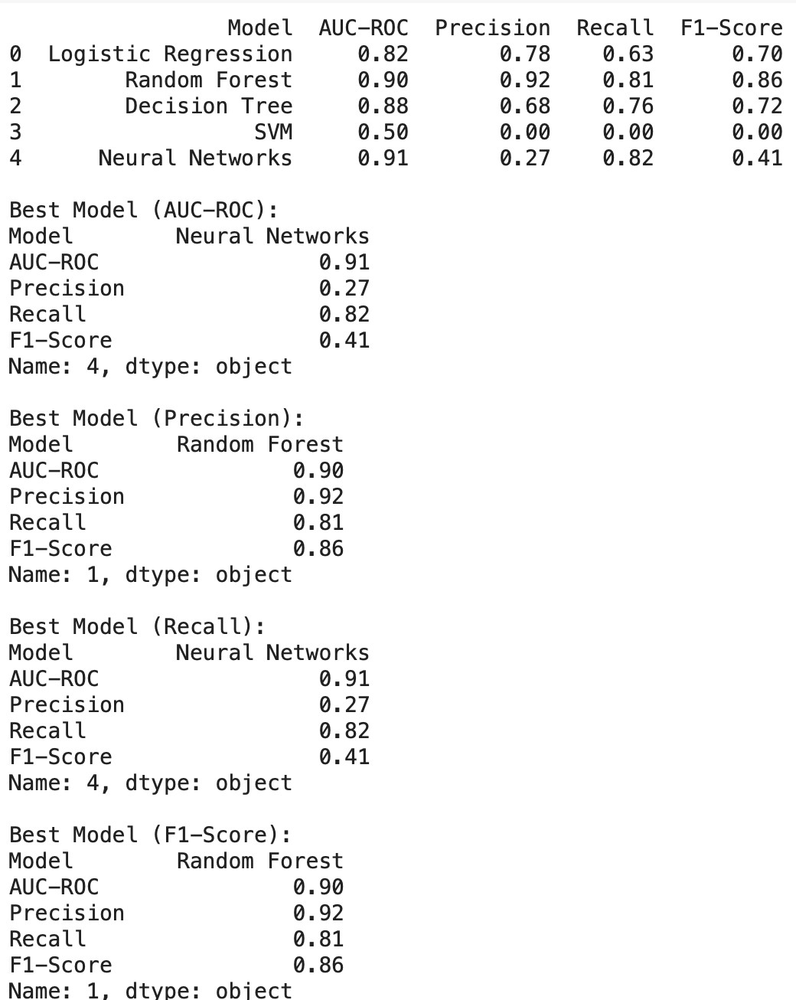 Model AUC-ROC Precision Recall F1-Score
0 Logistic Regression 0.82 0.78 0.63 0.70
1 Random Forest 0.90 0.92 0.81 0.86
2 Decision Tree 0.88 0.68 0.76 0.72
3 SVM 0.50 0.00 0.00 0.00
4 Neural Networks 0.91 0.27 0.82 0.41
Best Model (AUC-ROC):
Model Neural Networks
AUC-ROC 0.91
Precision 0.27
Recall 0.82
F1-Score 0.41
Name: 4, dtype: object
Best Model (Precision):
Model Random Forest
AUC-ROC 0.90
Precision 0.92
Recall 0.81
F1-Score 0.86
Name: 1, dtype: object
Best Model (Recall):
Model Neural Networks
AUC-ROC 0.91
Precision 0.27
Recall 0.82
F1-Score 0.41
Name: 4, dtype: object
Best Model (F1-Score):
Model Random Forest
AUC-ROC 0.90
Precision 0.92
Recall 0.81
F1-Score 0.86
Name: 1, dtype: object